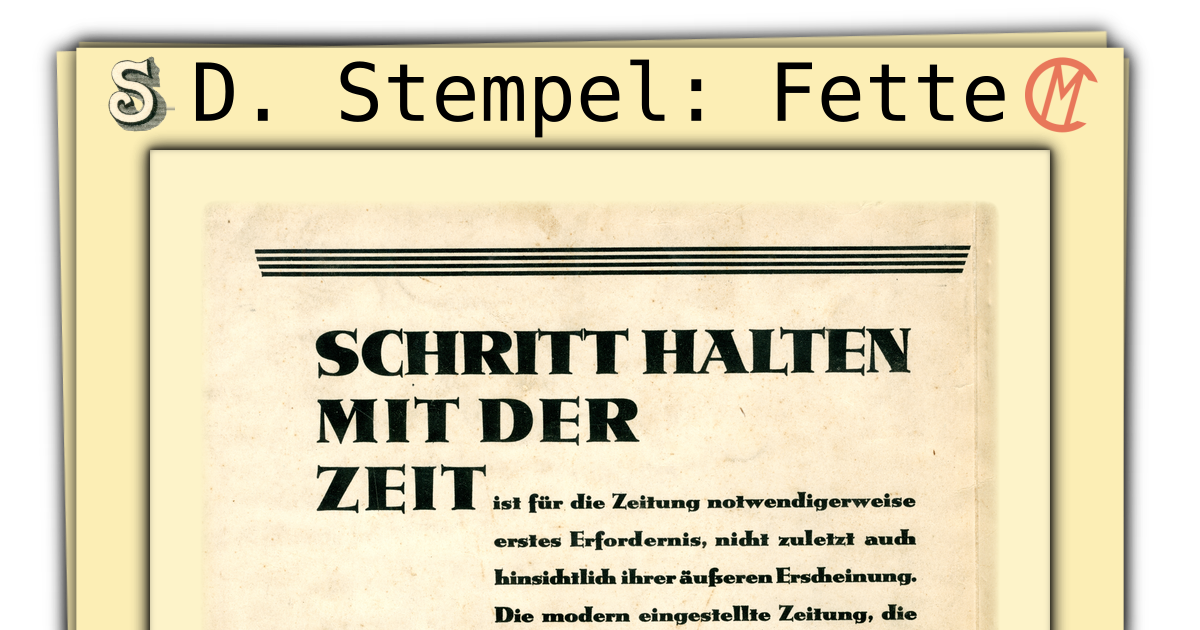 S D. Stempel: Fette CM
SCHRITT HALTEN
MIT DER
ZEIT ist für die Zeitung notwendigerweise
erstes Erfordernis, nicht zuletzt auch
hinsichtlich ihrer äußeren Erscheinung.
Die modern eingestellte Zeitung, die